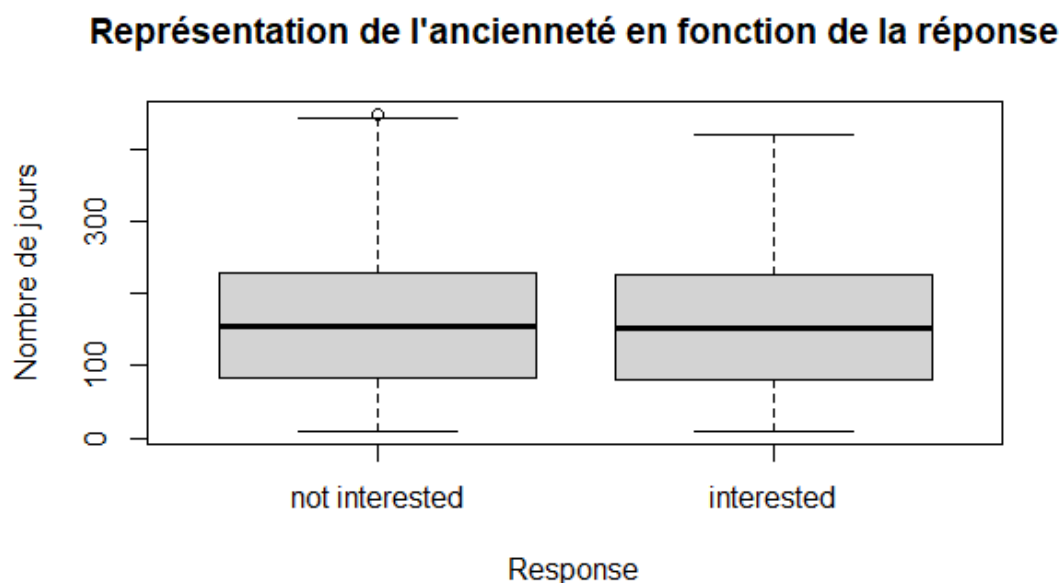 Représentation de l'ancienneté en fonction de la réponse
Nombre de jours
300
100
0
not interested
interested
Response